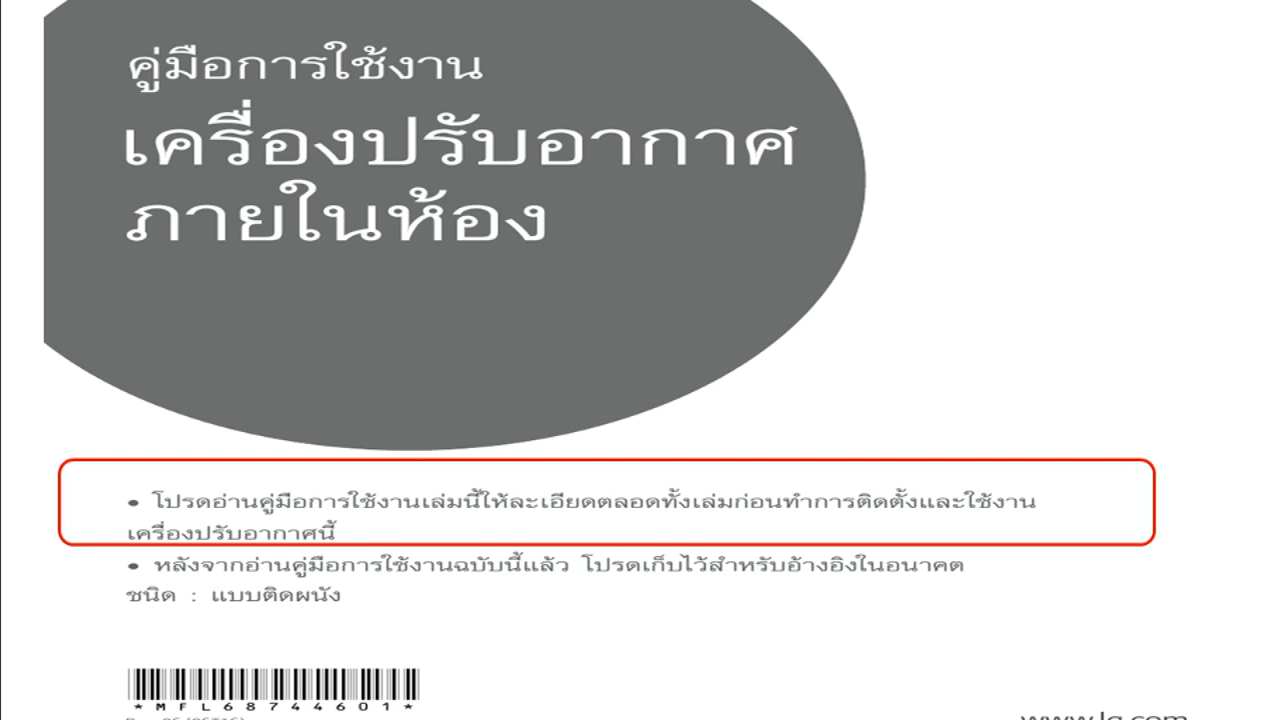 คู่มือการใช้งาน
เครื่องปรับอากาศ
ภายในห้อง
• โปรดอ่านคู่มือการใช้งานเล่มนี้ให้ละเอียดตลอดทั้งเล่มก่อนทำการติดตั้งและใช้งาน
เครื่องปรับอากาศนี้
• หลังจากอ่านคู่มือการใช้งานฉบับนี้แล้ว โปรดเก็บไว้สำหรับอ้างอิงในอนาคต
ชนิด : แบบติดผนัง
*MFL68744601*
www.lg.com